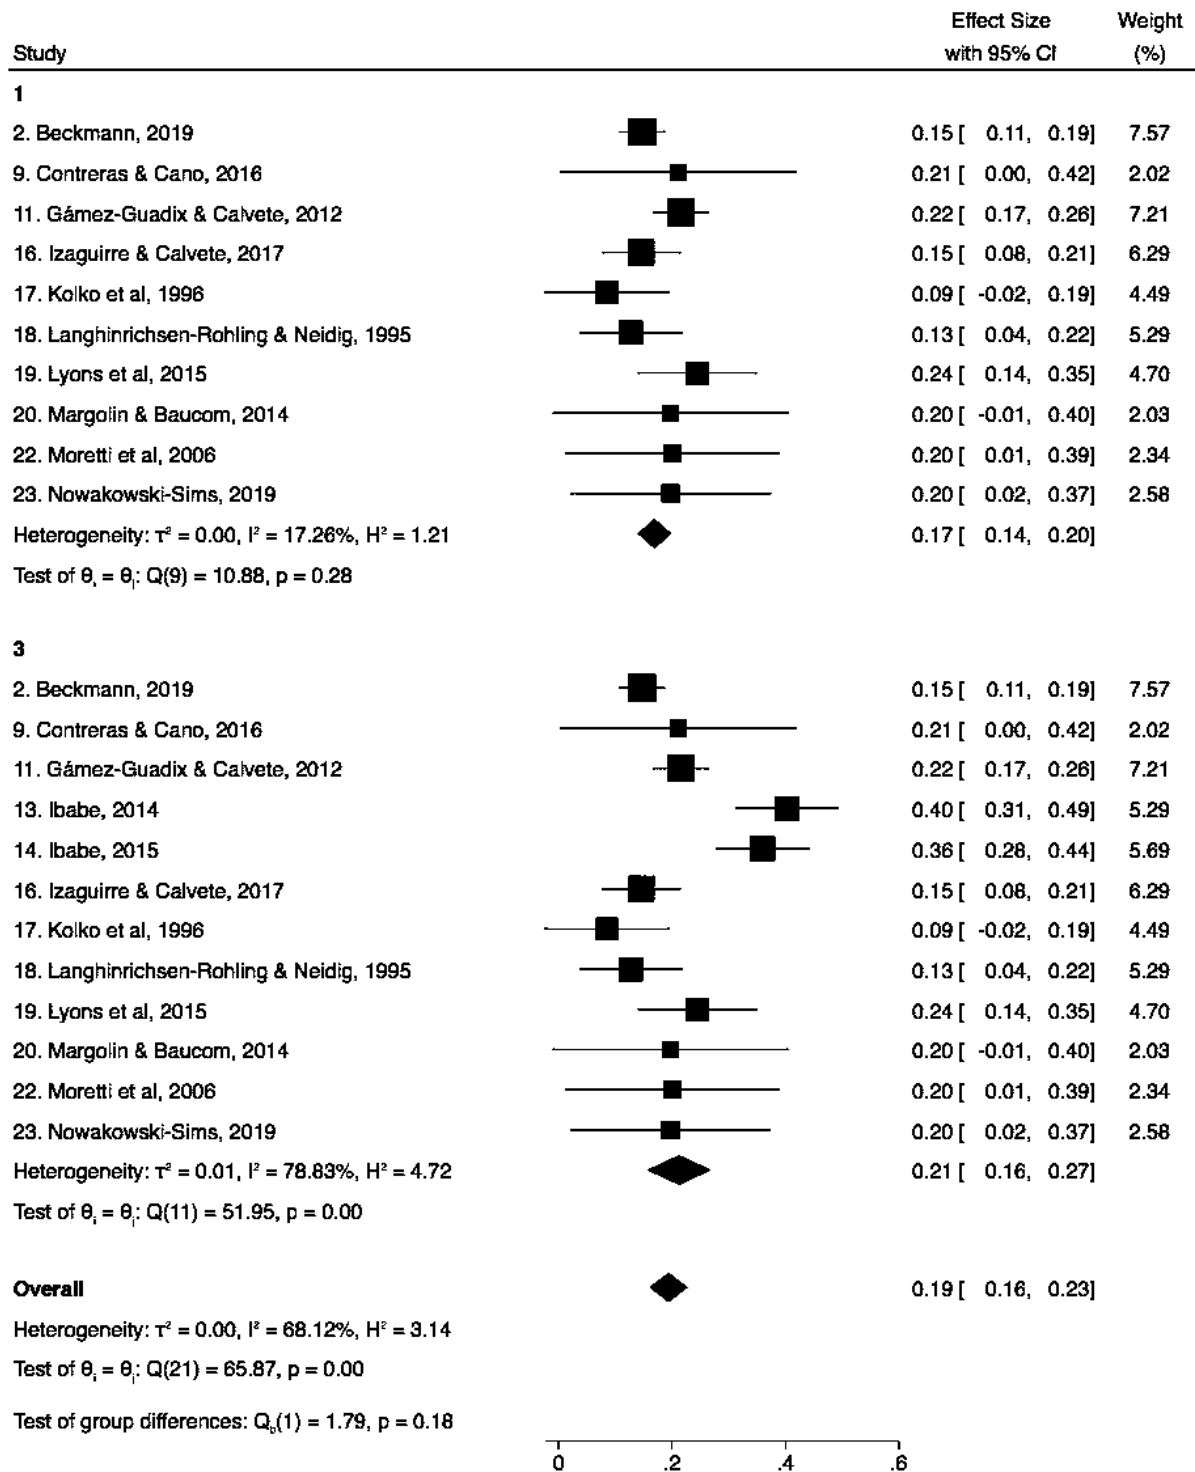 Effect Size Weight
Study with 95% CI (%)
1
2. Beckmann, 2019 0.15 [ 0.11, 0.19] 7.57
9. Contreras & Cano, 2016 0.21 [ 0.00, 0.42] 2.02
11. Gámez-Guadix & Calvete, 2012 0.22 [ 0.17, 0.26] 7.21
16. Izaguirre & Calvete, 2017 0.15 [ 0.08, 0.21] 6.29
17. Kolko et al, 1996 0.09 [ -0.02, 0.19] 4.49
18. Langhinrichsen-Rohling & Neidig, 1995 0.13 [ 0.04, 0.22] 5.29
19. Lyons et al, 2015 0.24 [ 0.14, 0.35] 4.70
20. Margolin & Baucom, 2014 0.20 [ -0.01, 0.40] 2.03
22. Moretti et al, 2006 0.20 [ 0.01, 0.39] 2.34
23. Nowakowski-Sims, 2019 0.20 [ 0.02, 0.37] 2.58
Heterogeneity: τ² = 0.00, I² = 17.26%, H² = 1.21 0.17 [ 0.14, 0.20]
Test of θᵢ = θⱼ: Q(9) = 10.88, p = 0.28
3
2. Beckmann, 2019 0.15 [ 0.11, 0.19] 7.57
9. Contreras & Cano, 2016 0.21 [ 0.00, 0.42] 2.02
11. Gámez-Guadix & Calvete, 2012 0.22 [ 0.17, 0.26] 7.21
13. Ibabe, 2014 0.40 [ 0.31, 0.49] 5.29
14. Ibabe, 2015 0.36 [ 0.28, 0.44] 5.69
16. Izaguirre & Calvete, 2017 0.15 [ 0.08, 0.21] 6.29
17. Kolko et al, 1996 0.09 [ -0.02, 0.19] 4.49
18. Langhinrichsen-Rohling & Neidig, 1995 0.13 [ 0.04, 0.22] 5.29
19. Lyons et al, 2015 0.24 [ 0.14, 0.35] 4.70
20. Margolin & Baucom, 2014 0.20 [ -0.01, 0.40] 2.03
22. Moretti et al, 2006 0.20 [ 0.01, 0.39] 2.34
23. Nowakowski-Sims, 2019 0.20 [ 0.02, 0.37] 2.58
Heterogeneity: τ² = 0.01, I² = 78.83%, H² = 4.72 0.21 [ 0.16, 0.27]
Test of θᵢ = θⱼ: Q(11) = 51.95, p = 0.00
Overall 0.19 [ 0.16, 0.23]
Heterogeneity: τ² = 0.00, I² = 68.12%, H² = 3.14
Test of θᵢ = θⱼ: Q(21) = 65.87, p = 0.00
Test of group differences: Q_b(1) = 1.79, p = 0.18
0 .2 .4 .6